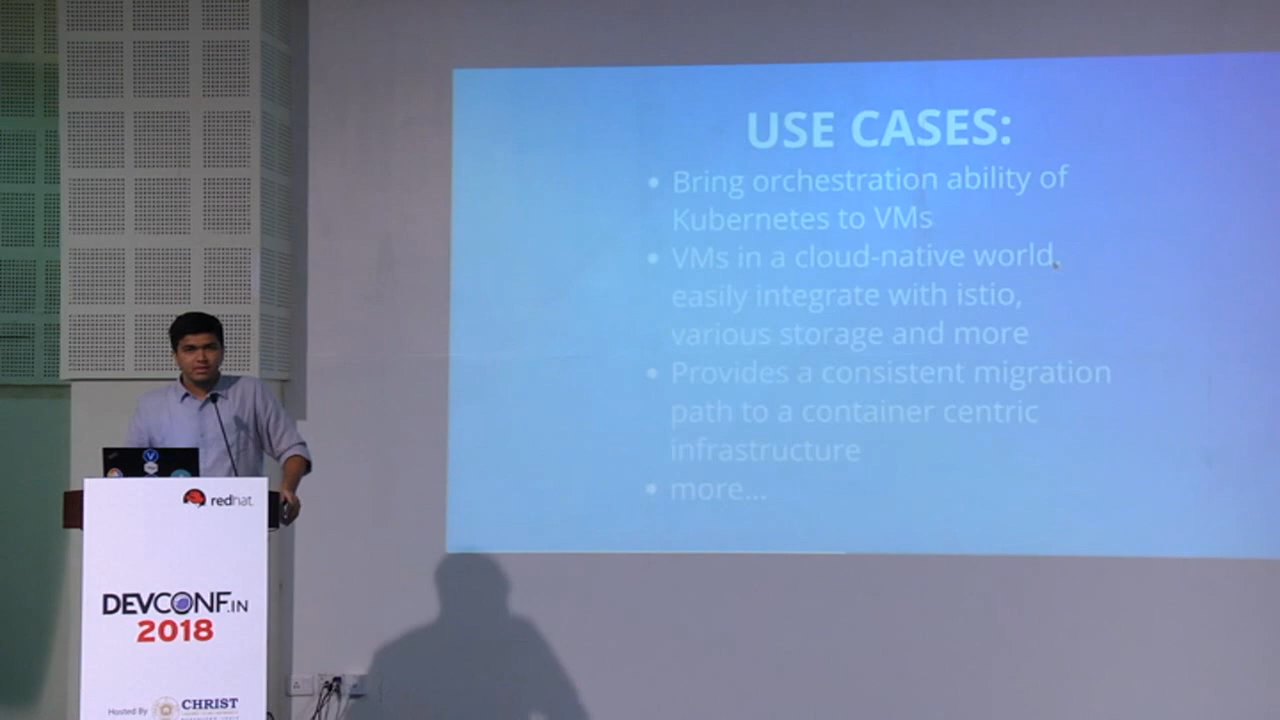 USE CASES:
• Bring orchestration ability of
Kubernetes to VMs
• VMs in a cloud-native world,
easily integrate with istio,
various storage and more
• Provides a consistent migration
path to a container centric
infrastructure
• more...
redhat.
DEVCONF.IN
2018
Hosted By
CHRIST